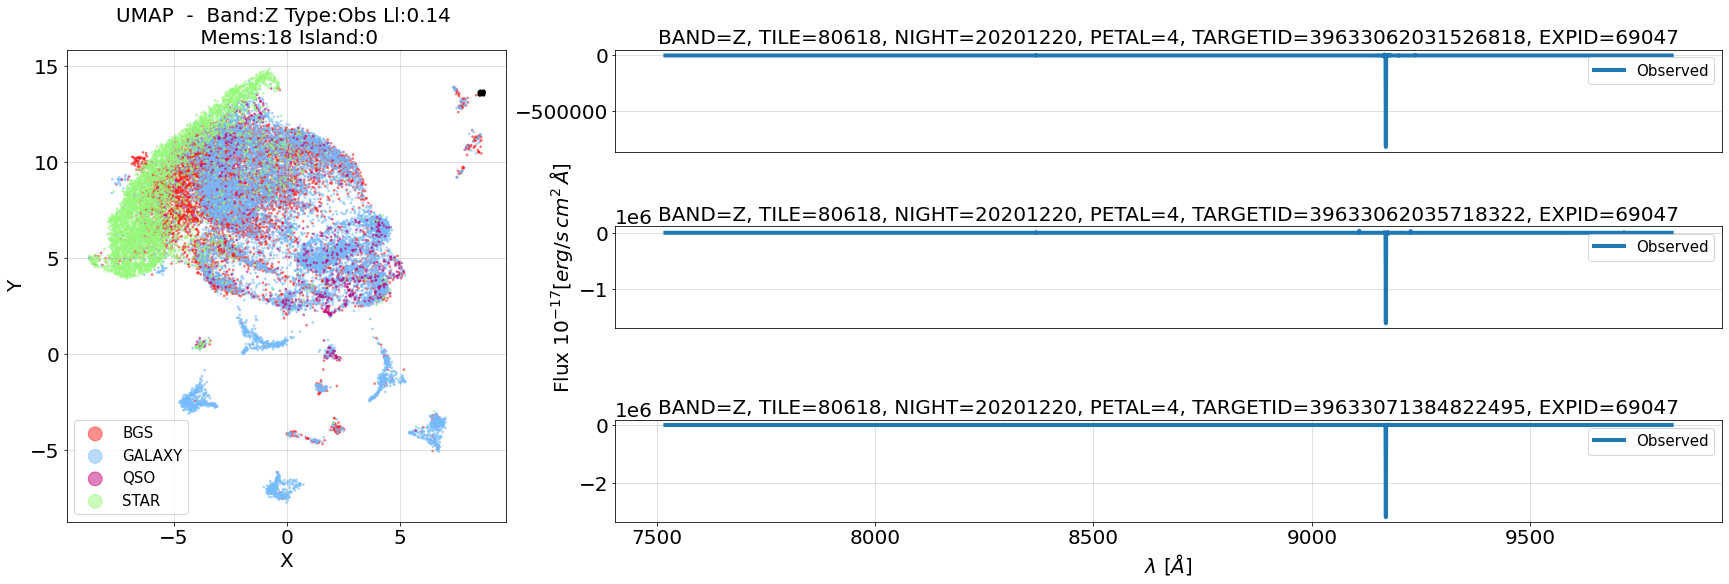 UMAP - Band:Z Type:Obs Ll:0.14
Mems:18 Island:0
15
10
5
0
−5
Y
−5 0 5
X
BGS
GALAXY
QSO
STAR
Flux 10−17[erg/s cm2 Å]
BAND=Z, TILE=80618, NIGHT=20201220, PETAL=4, TARGETID=39633062031526818, EXPID=69047
0
−500000
Observed
1e6
BAND=Z, TILE=80618, NIGHT=20201220, PETAL=4, TARGETID=39633062035718322, EXPID=69047
0
−1
Observed
1e6
BAND=Z, TILE=80618, NIGHT=20201220, PETAL=4, TARGETID=39633071384822495, EXPID=69047
0
−2
Observed
7500 8000 8500 9000 9500
λ [Å]